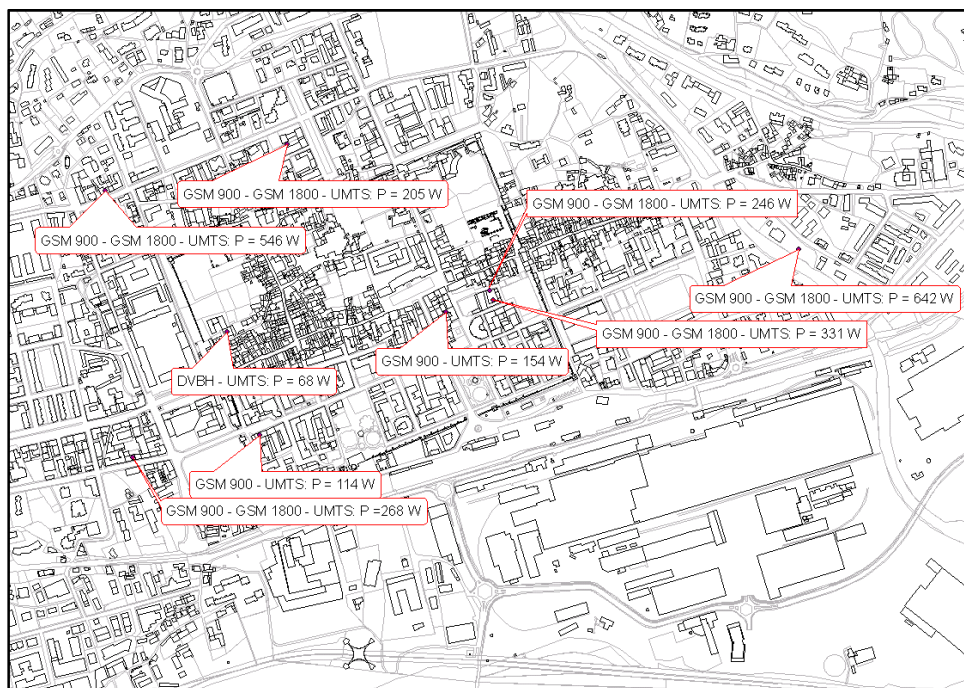 GSM 900 - GSM 1800 - UMTS: P = 205 W
GSM 900 - GSM 1800 - UMTS: P = 246 W
GSM 900 - GSM 1800 - UMTS: P = 546 W
GSM 900 - GSM 1800 - UMTS: P = 642 W
GSM 900 - GSM 1800 - UMTS: P = 331 W
GSM 900 - UMTS: P = 154 W
DVBH - UMTS: P = 68 W
GSM 900 - UMTS: P = 114 W
GSM 900 - GSM 1800 - UMTS: P =268 W